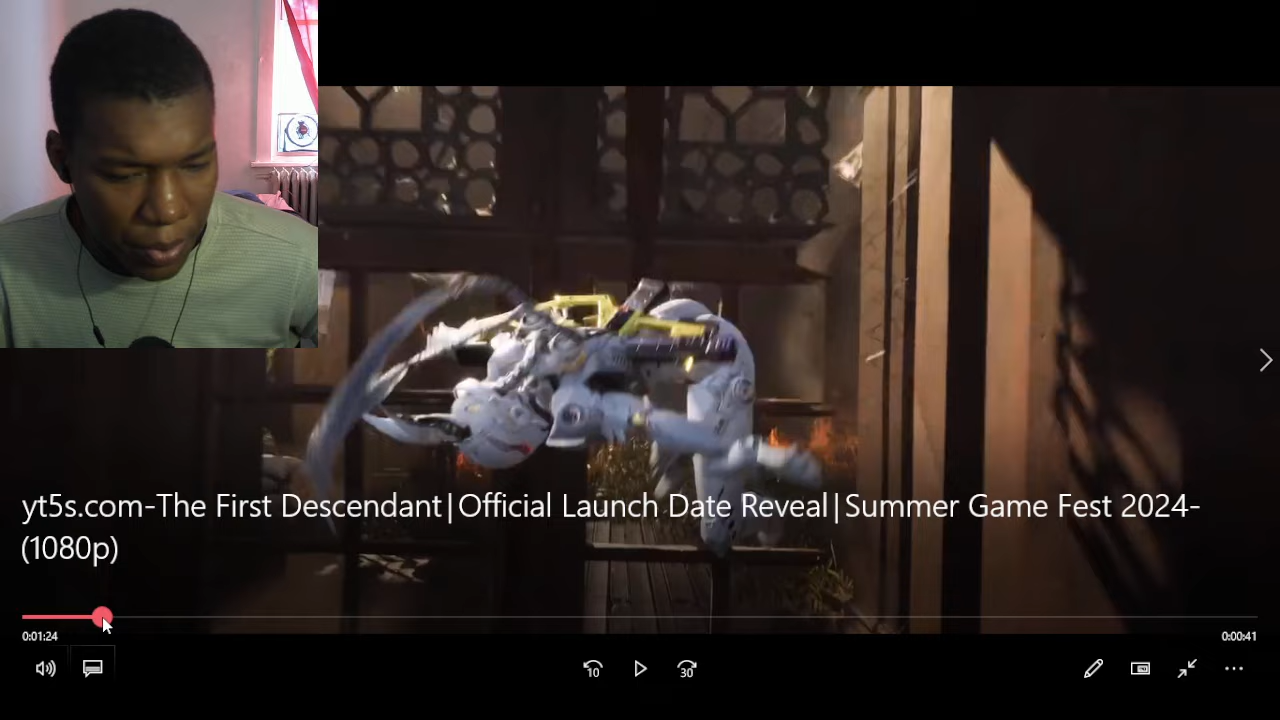 yt5s.com-The First Descendant|Official Launch Date Reveal|Summer Game Fest 2024-
(1080p)
0:01:24
0:00:41
10
30